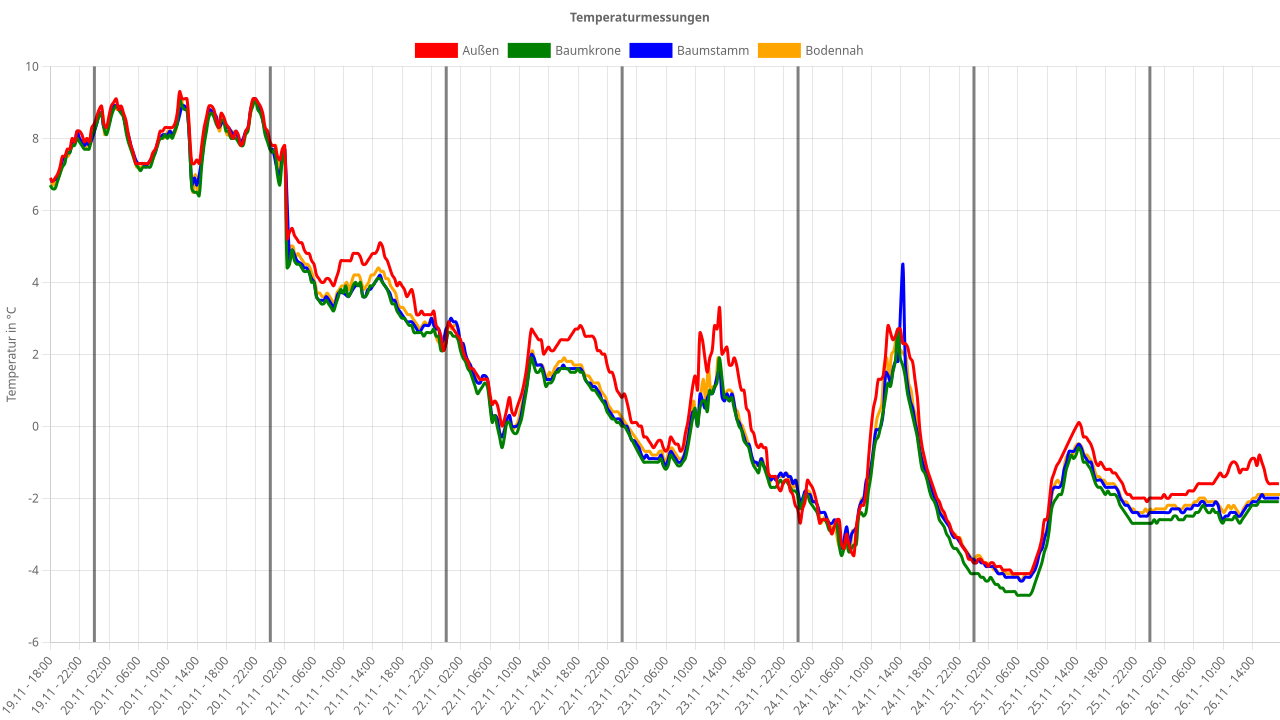 Temperaturmessungen
Außen Baumkrone Baumstamm Bodennah
Temperatur in °C
10
8
6
4
2
0
-2
-4
-6
19.11 - 18:00
19.11 - 22:00
20.11 - 02:00
20.11 - 06:00
20.11 - 10:00
20.11 - 14:00
20.11 - 18:00
20.11 - 22:00
21.11 - 02:00
21.11 - 06:00
21.11 - 10:00
21.11 - 14:00
21.11 - 18:00
21.11 - 22:00
22.11 - 02:00
22.11 - 06:00
22.11 - 10:00
22.11 - 14:00
22.11 - 18:00
22.11 - 22:00
23.11 - 02:00
23.11 - 06:00
23.11 - 10:00
23.11 - 14:00
23.11 - 18:00
23.11 - 22:00
24.11 - 02:00
24.11 - 06:00
24.11 - 10:00
24.11 - 14:00
24.11 - 18:00
24.11 - 22:00
25.11 - 02:00
25.11 - 06:00
25.11 - 10:00
25.11 - 14:00
25.11 - 18:00
25.11 - 22:00
26.11 - 02:00
26.11 - 06:00
26.11 - 10:00
26.11 - 14:00